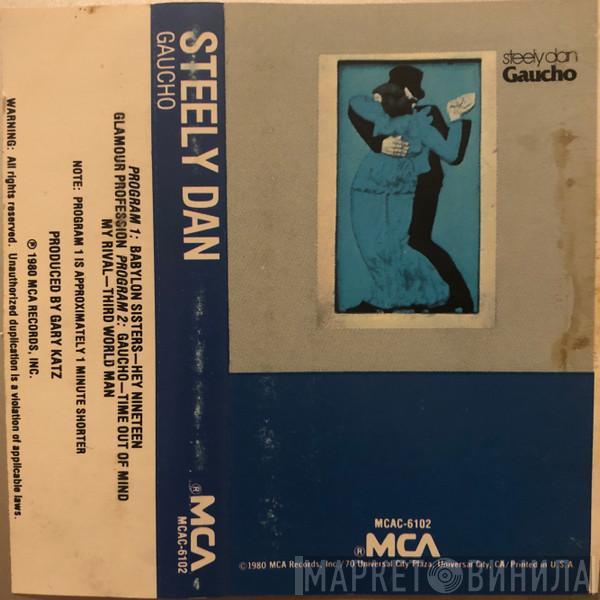 STEELY DAN
GAUCHO
PROGRAM 1: BABYLON SISTERS—HEY NINETEEN
GLAMOUR PROFESSION PROGRAM 2: GAUCHO—TIME OUT OF MIND
MY RIVAL—THIRD WORLD MAN
NOTE: PROGRAM 1 IS APPROXIMATELY 1 MINUTE SHORTER
PRODUCED BY GARY KATZ
℗ 1980 MCA RECORDS, INC.
WARNING: All rights reserved. Unauthorized duplication is a violation of applicable laws.
® MCA
MCAC-6102
steely dan
Gaucho
MCAC-6102
® MCA
©1980 MCA Records, Inc./70 Universal City Plaza, Universal City, CA/Printed in U.S.A.
МАРКЕТ ВИНИЛА